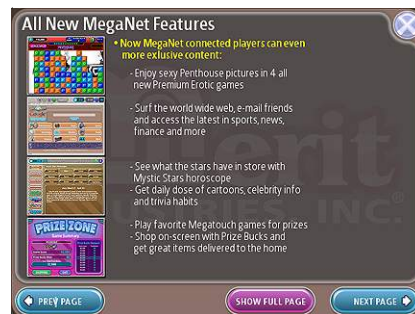 All New MegaNet Features
• Now MegaNet connected players can even
more exlusive content:
- Enjoy sexy Penthouse pictures in 4 all
new Premium Erotic games
- Surf the world wide web, e-mail friends
and access the latest in sports, news,
finance and more
- See what the stars have in store with
Mystic Stars horoscope
- Get daily dose of cartoons, celebrity info
and trivia habits
- Play favorite Megatouch games for prizes
- Shop on-screen with Prize Bucks and
get great items delivered to the home
PRIZE ZONE
PREV PAGE
SHOW FULL PAGE
NEXT PAGE